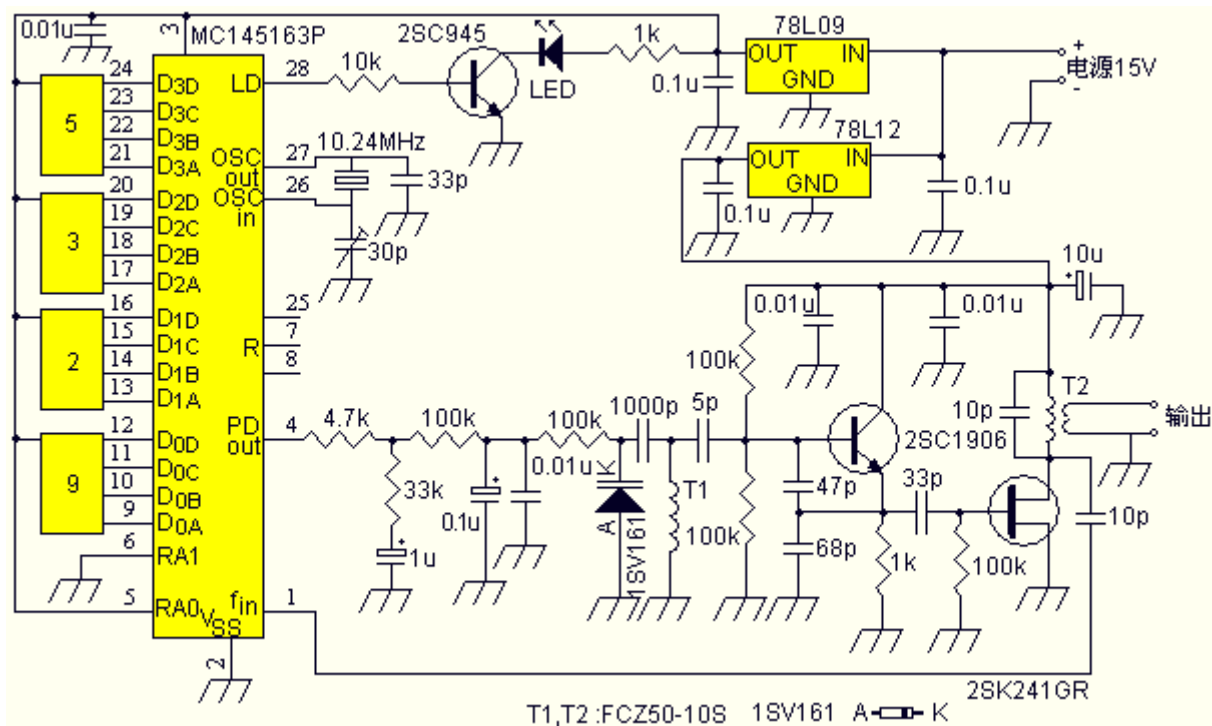 0.01u
3
MC145163P
2SC945
LED
1k
78L09
OUT IN
GND
+
电源15V
-
0.1u
78L12
OUT IN
GND
0.1u
0.1u
10u
24 D3D LD 28
10k
23 D3C
5
22 D3B
21 D3A
10.24MHz
OSC out 27
33p
20 D2D
OSC in 26
30p
19 D2C
3
18 D2B
17 D2A
16 D1D 25
15 D1C R 7
2
14 D1B 8
13 D1A
12 D0D PD out 4
11 D0C
9
10 D0B
9 D0A
6 RA1
5 RA0 fin 1
VSS
2
4.7k
100k
100k
1000p
5p
33k
1u
0.1u
0.01u
K
A
1SV161
T1
100k
100k
0.01u
0.01u
2SC1906
47p
68p
33p
1k
100k
10p
T2
输出
10p
2SK241GR
T1,T2 :FCZ50-10S 1SV161 A K